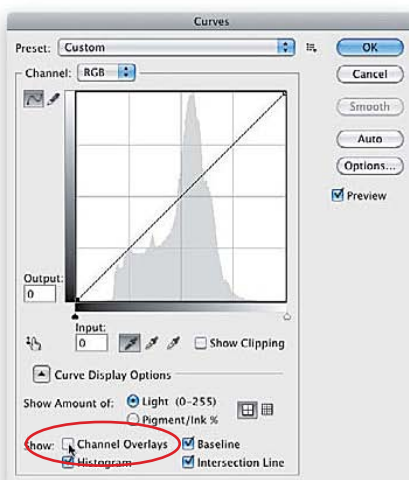 Curves
Preset: Custom
OK
Channel: RGB
Cancel
Smooth
Auto
Options...
Preview
Output:
0
Input:
0
Show Clipping
Curve Display Options
Show Amount of: Light (0-255)
Pigment/Ink %
Show: Channel Overlays Baseline
Histogram Intersection Line